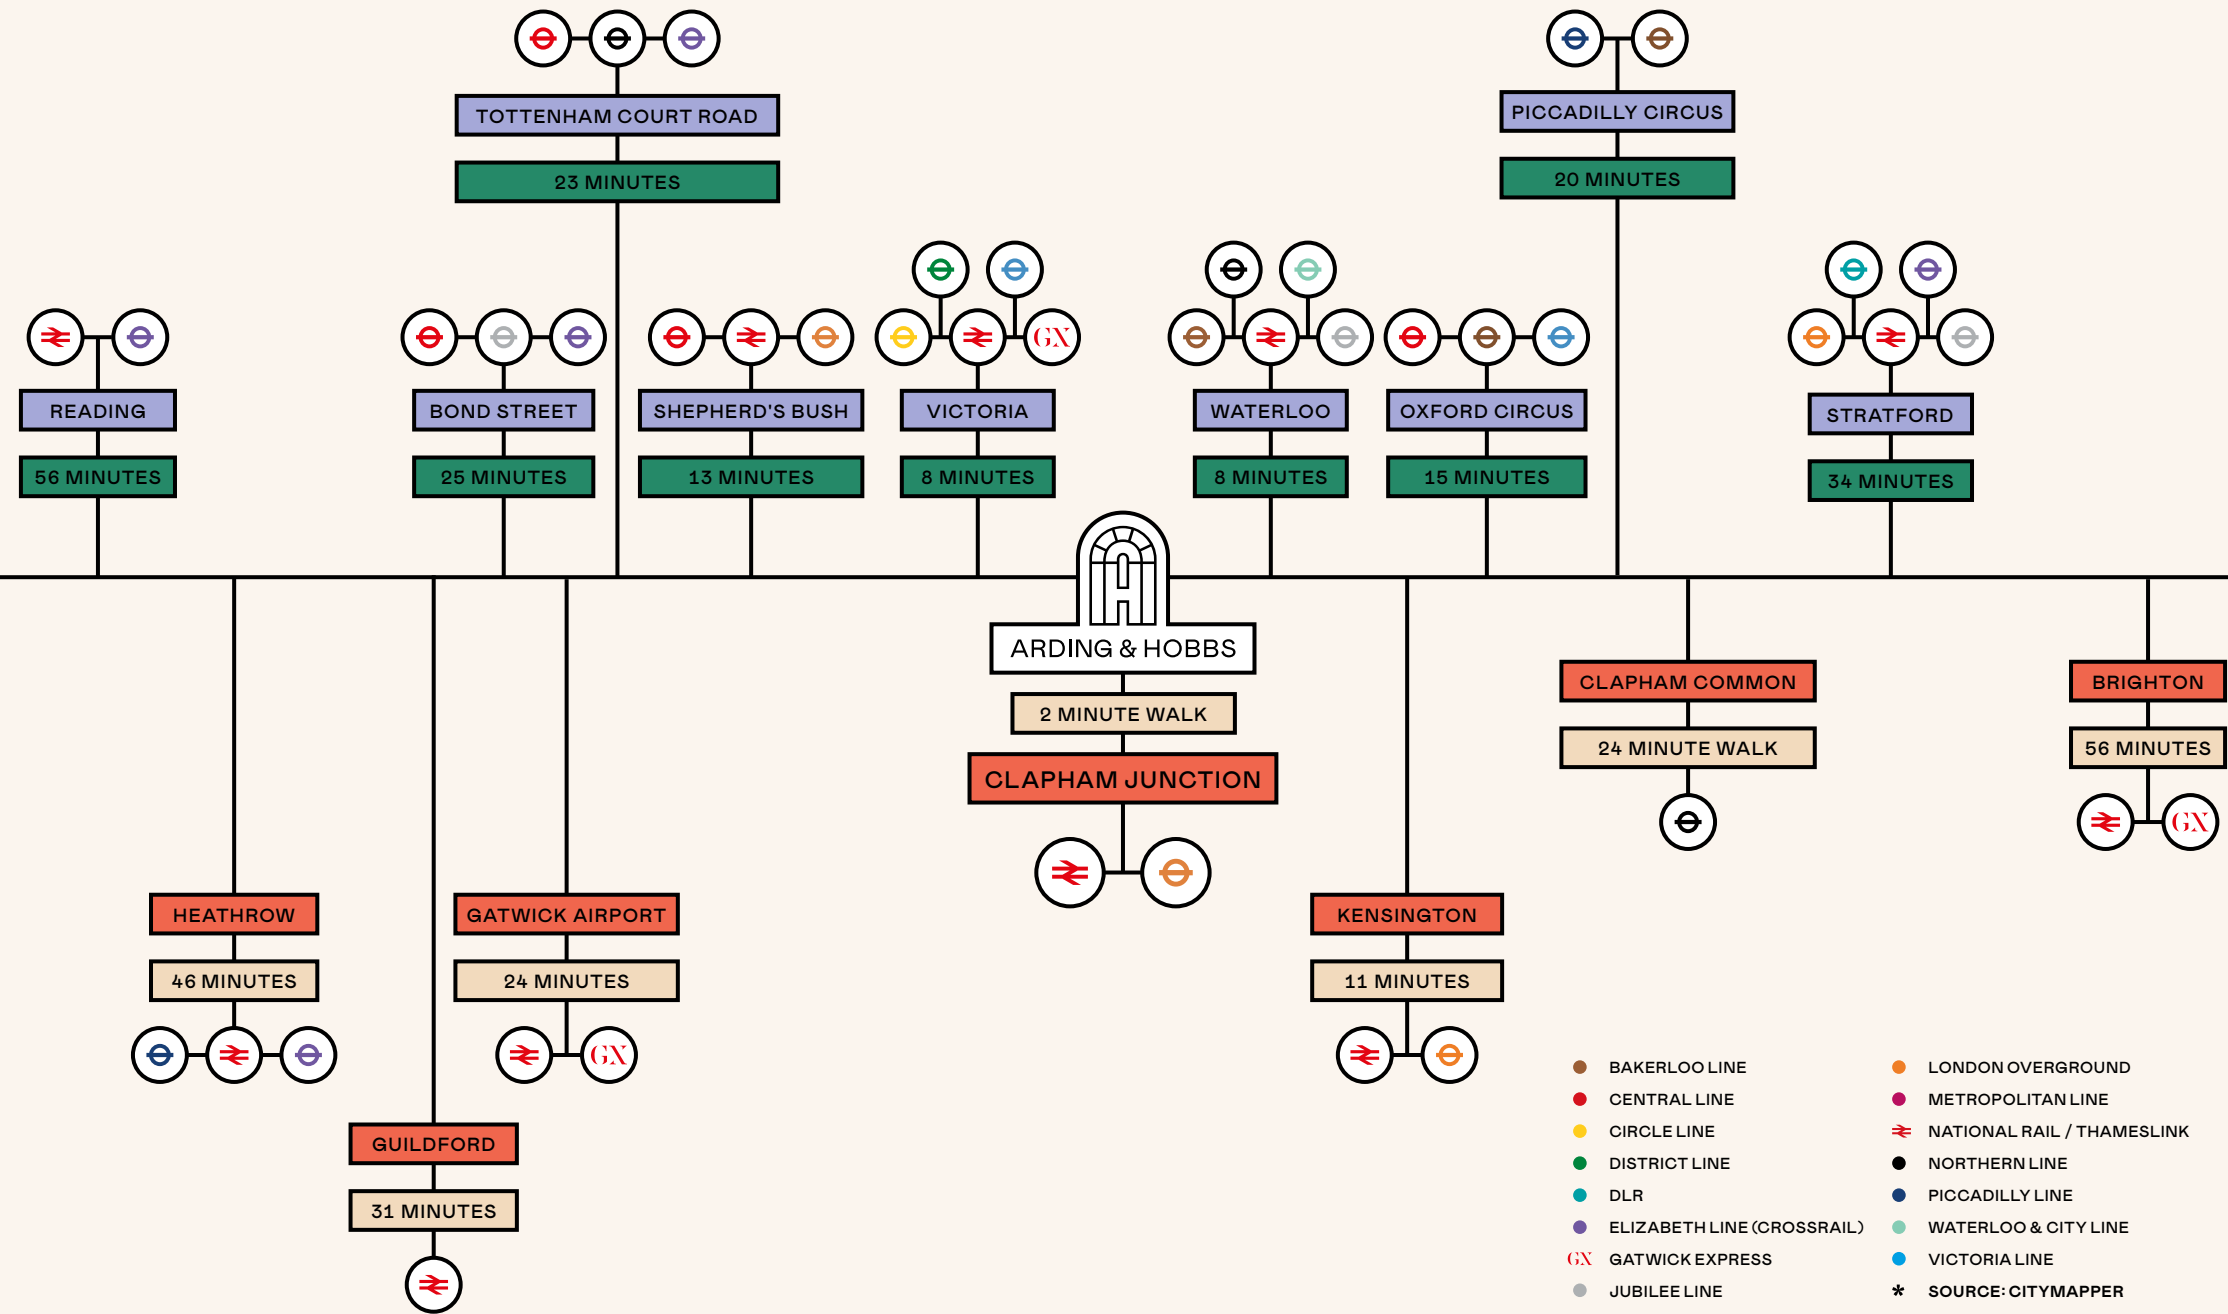 TOTTENHAM COURT ROAD
23 MINUTES
PICCADILLY CIRCUS
20 MINUTES
GX
READING
56 MINUTES
BOND STREET
25 MINUTES
SHEPHERD'S BUSH
13 MINUTES
VICTORIA
8 MINUTES
WATERLOO
8 MINUTES
OXFORD CIRCUS
15 MINUTES
STRATFORD
34 MINUTES
ARDING & HOBBS
2 MINUTE WALK
CLAPHAM JUNCTION
CLAPHAM COMMON
24 MINUTE WALK
BRIGHTON
56 MINUTES
GX
HEATHROW
46 MINUTES
GATWICK AIRPORT
24 MINUTES
GX
KENSINGTON
11 MINUTES
GUILDFORD
31 MINUTES
BAKERLOO LINE
CENTRAL LINE
CIRCLE LINE
DISTRICT LINE
DLR
ELIZABETH LINE (CROSSRAIL)
GX GATWICK EXPRESS
JUBILEE LINE
LONDON OVERGROUND
METROPOLITAN LINE
NATIONAL RAIL / THAMESLINK
NORTHERN LINE
PICCADILLY LINE
WATERLOO & CITY LINE
VICTORIA LINE
* SOURCE: CITYMAPPER